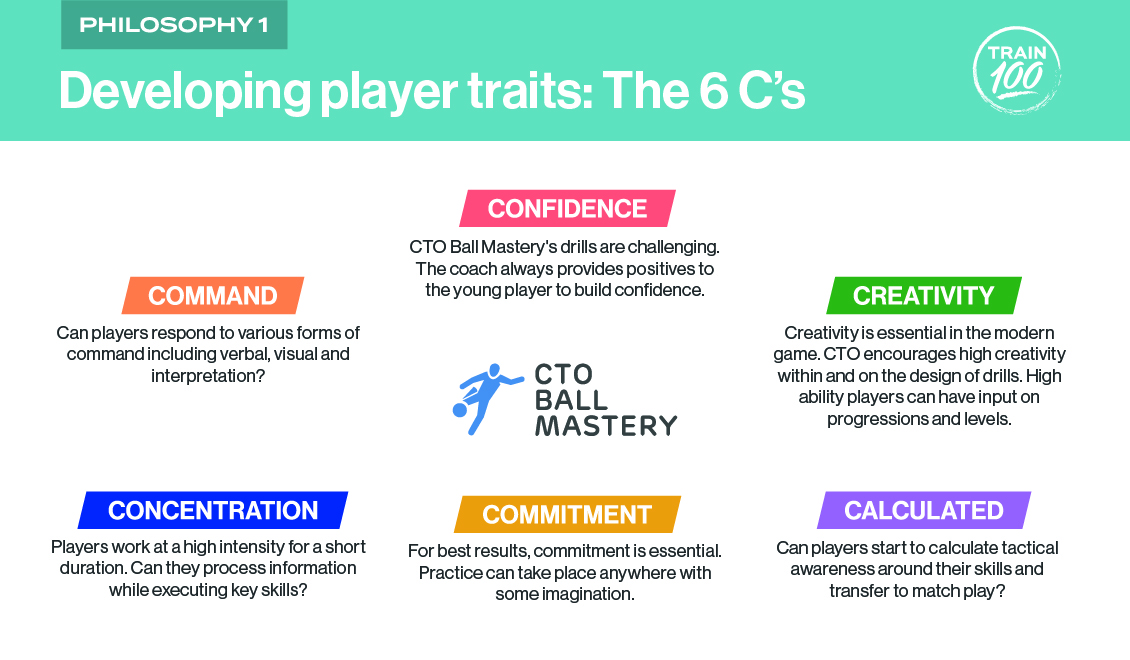 PHILOSOPHY 1
Developing player traits: The 6 C's
TRAIN
100
CONFIDENCE
CTO Ball Mastery's drills are challenging.
The coach always provides positives to
the young player to build confidence.
COMMAND
Can players respond to various forms of
command including verbal, visual and
interpretation?
CREATIVITY
Creativity is essential in the modern
game. CTO encourages high creativity
within and on the design of drills. High
ability players can have input on
progressions and levels.
CTO
BALL
MASTERY
CONCENTRATION
Players work at a high intensity for a short
duration. Can they process information
while executing key skills?
COMMITMENT
For best results, commitment is essential.
Practice can take place anywhere with
some imagination.
CALCULATED
Can players start to calculate tactical
awareness around their skills and
transfer to match play?